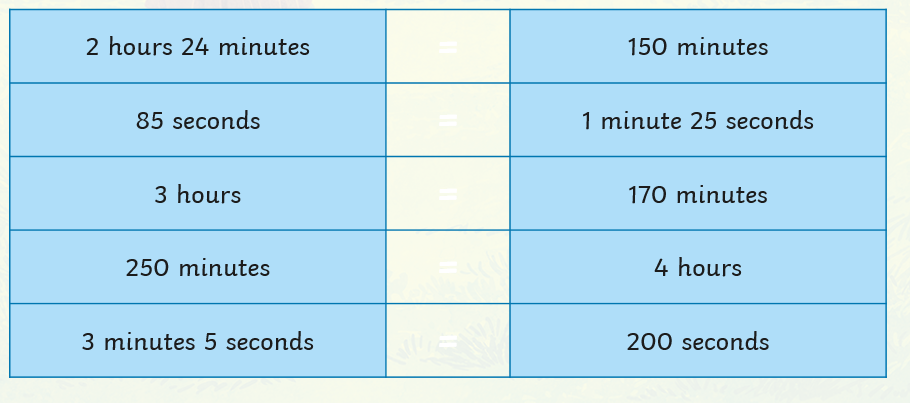 2 hours 24 minutes = 150 minutes
85 seconds = 1 minute 25 seconds
3 hours = 170 minutes
250 minutes = 4 hours
3 minutes 5 seconds = 200 seconds